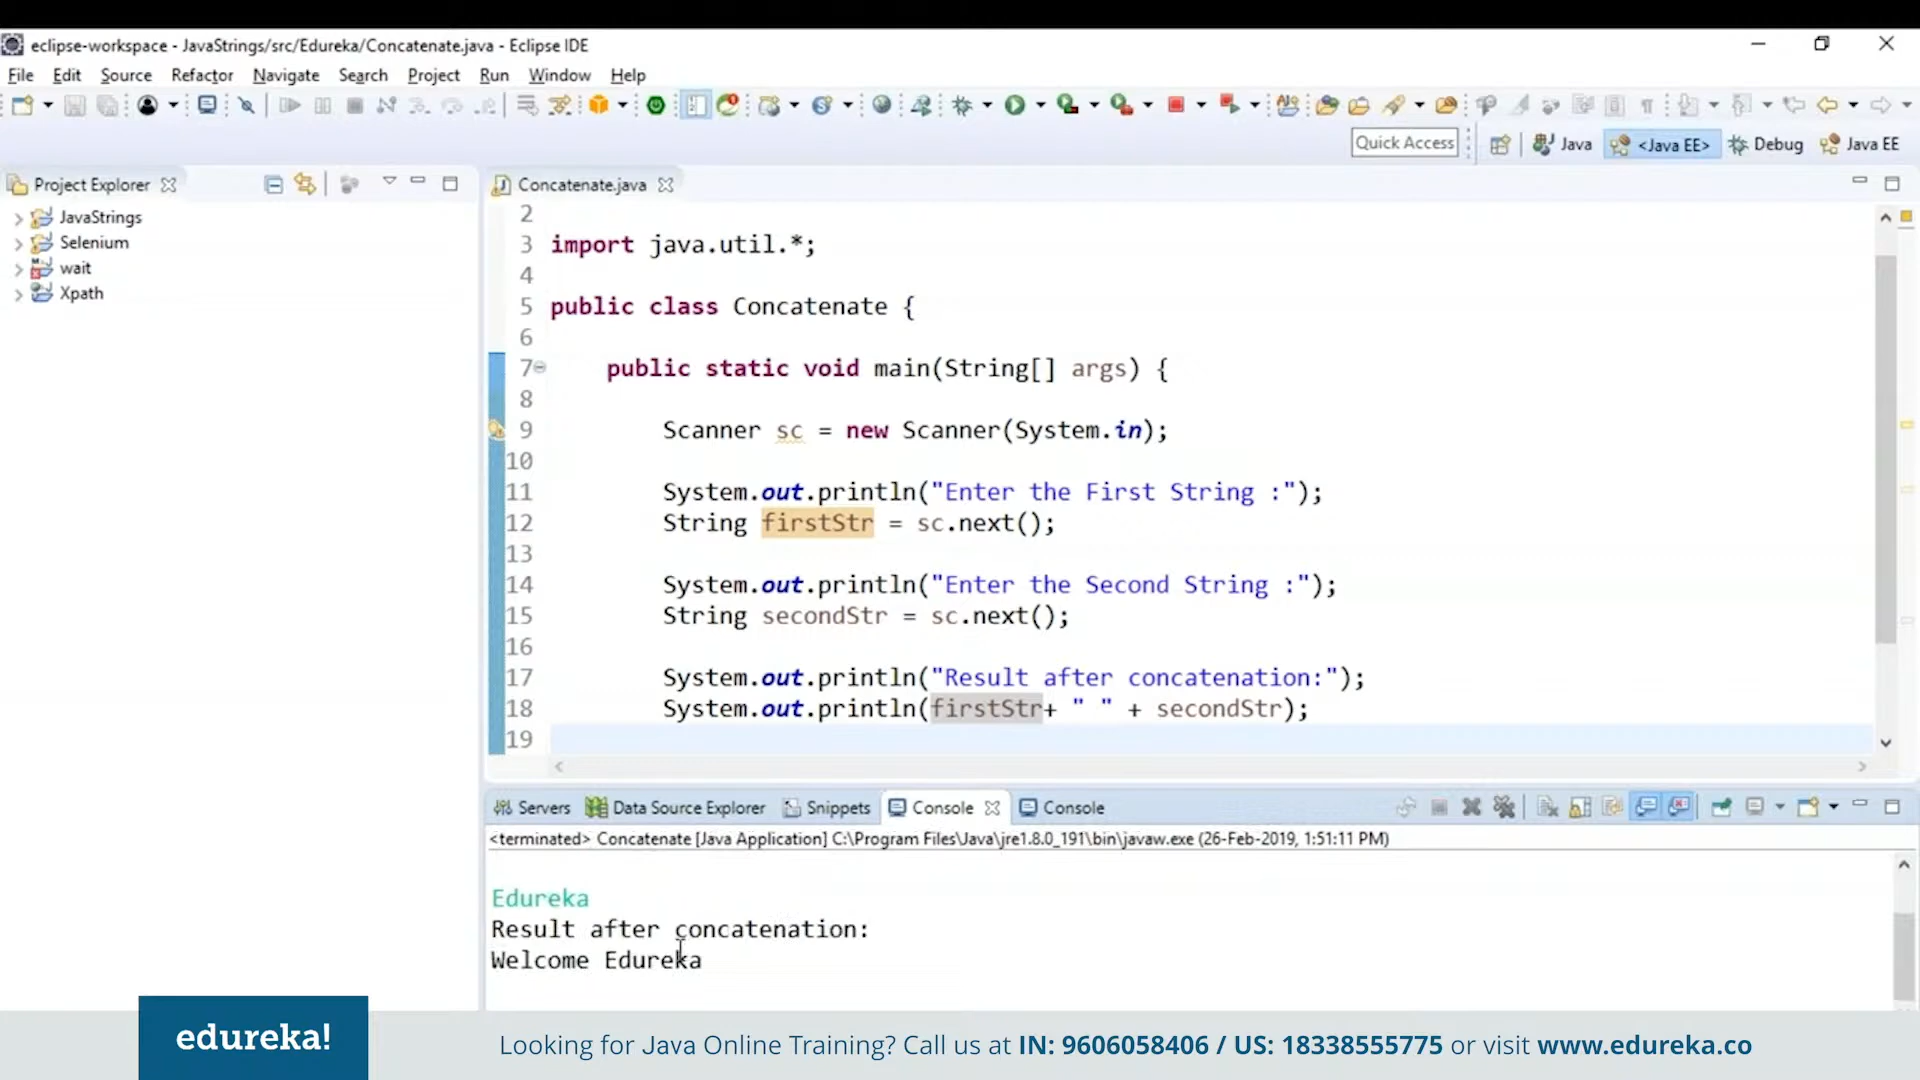 eclipse-workspace - JavaStrings/src/Edureka/Concatenate.java - Eclipse IDE
File Edit Source Refactor Navigate Search Project Run Window Help
Quick Access Java <Java EE> Debug Java EE
Project Explorer
JavaStrings
Selenium
wait
Xpath
Concatenate.java
2
3 import java.util.*;
4
5 public class Concatenate {
6
7 public static void main(String[] args) {
8
9 Scanner sc = new Scanner(System.in);
10
11 System.out.println("Enter the First String :");
12 String firstStr = sc.next();
13
14 System.out.println("Enter the Second String :");
15 String secondStr = sc.next();
16
17 System.out.println("Result after concatenation:");
18 System.out.println(firstStr+ " " + secondStr);
19
Servers Data Source Explorer Snippets Console Console
<terminated> Concatenate [Java Application] C:\Program Files\Java\jre1.8.0_191\bin\javaw.exe (26-Feb-2019, 1:51:11 PM)
Edureka
Result after concatenation:
Welcome Edureka
edureka!
Looking for Java Online Training? Call us at IN: 9606058406 / US: 18338555775 or visit www.edureka.co